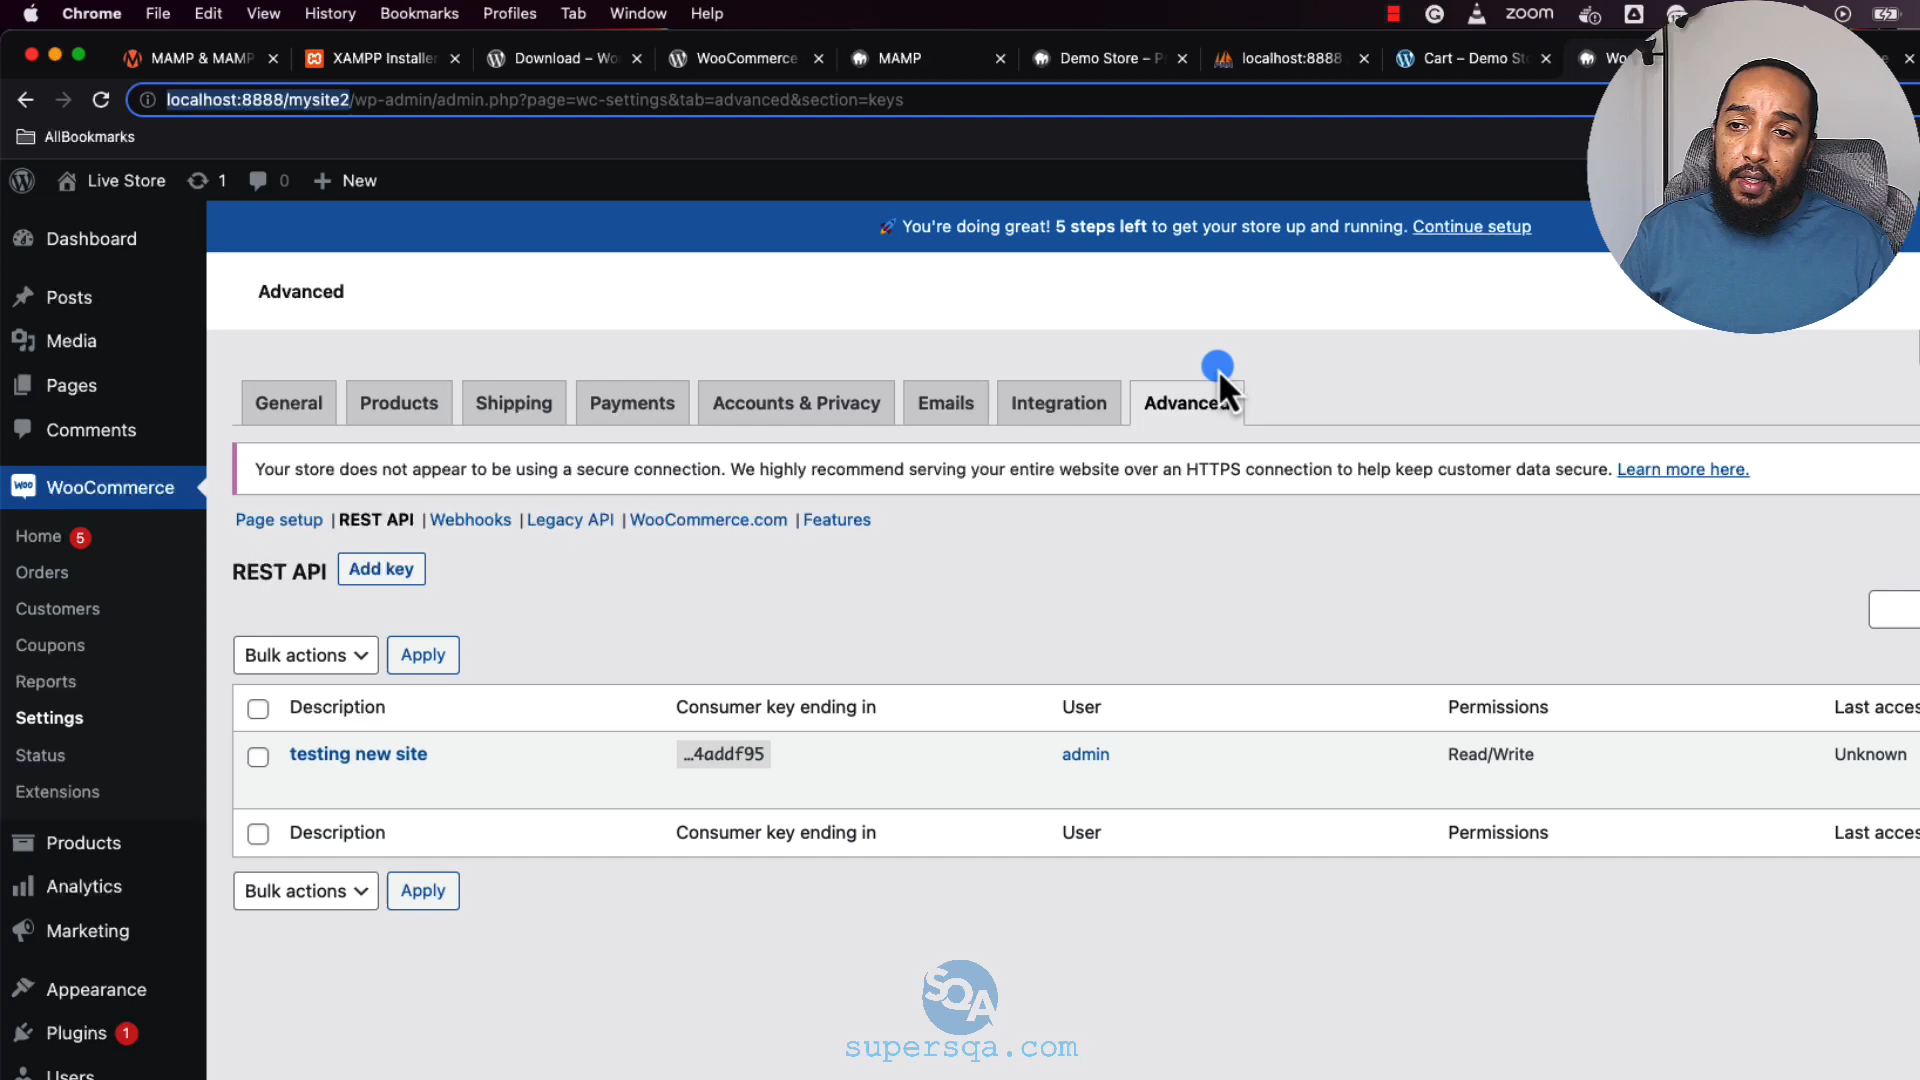 Chrome File Edit View History Bookmarks Profiles Tab Window Help zoom
MAMP & MAMP XAMPP Installer Download – Wo WooCommerce MAMP Demo Store – P localhost:8888 Cart – Demo St Wo
localhost:8888/mysite2/wp-admin/admin.php?page=wc-settings&tab=advanced&section=keys
AllBookmarks
Live Store 1 0 New
🚀 You're doing great! 5 steps left to get your store up and running. Continue setup
Dashboard
Posts
Media
Pages
Comments
WooCommerce
Home 5
Orders
Customers
Coupons
Reports
Settings
Status
Extensions
Products
Analytics
Marketing
Appearance
Plugins 1
Users
Advanced
General Products Shipping Payments Accounts & Privacy Emails Integration Advanced
Your store does not appear to be using a secure connection. We highly recommend serving your entire website over an HTTPS connection to help keep customer data secure. Learn more here.
Page setup | REST API | Webhooks | Legacy API | WooCommerce.com | Features
REST API Add key
Bulk actions Apply
Description Consumer key ending in User Permissions Last acces
testing new site …4addf95 admin Read/Write Unknown
Description Consumer key ending in User Permissions Last acces
Bulk actions Apply
SQA
supersqa.com